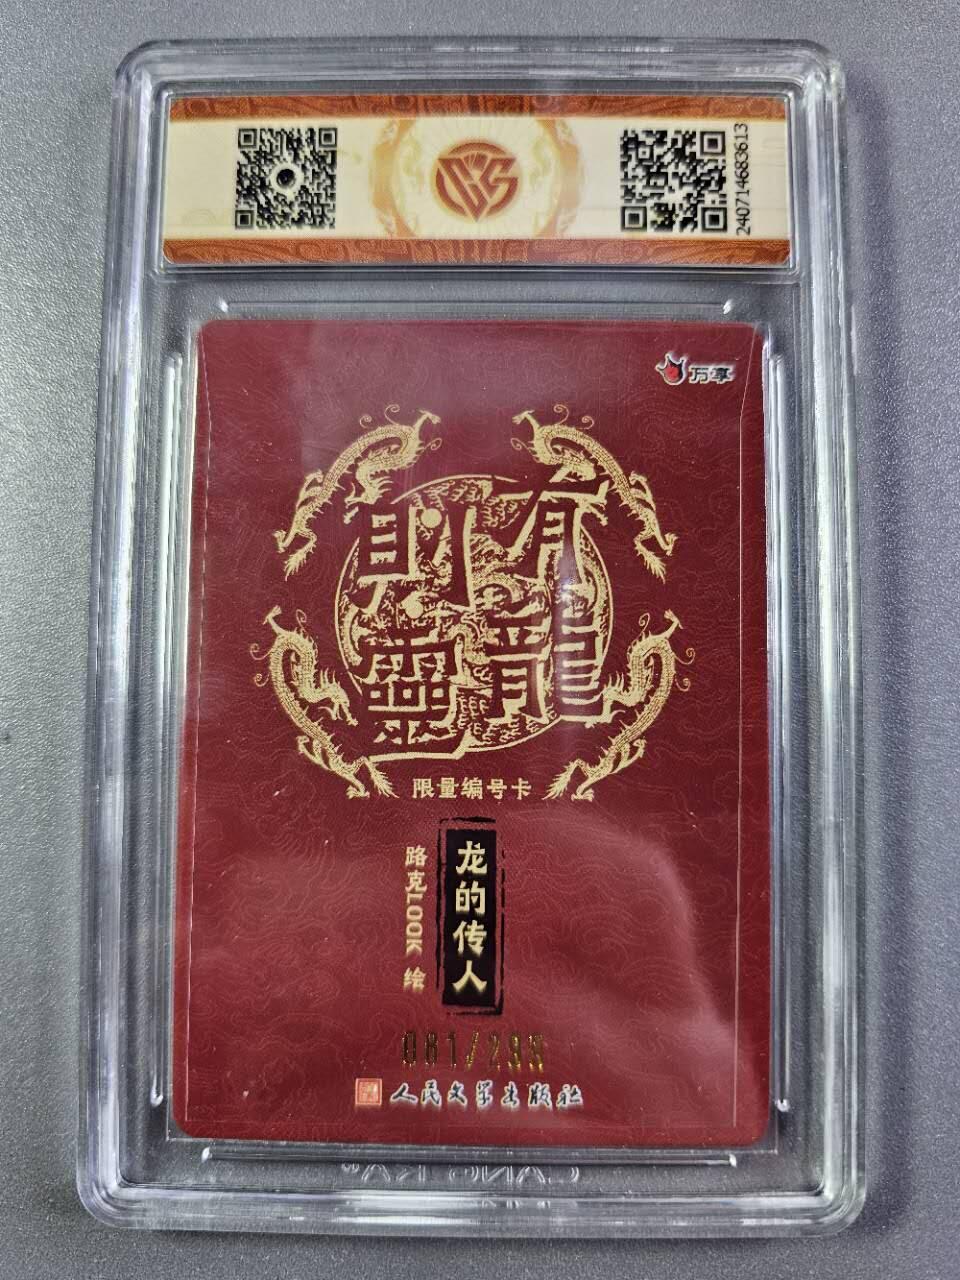 240714683613
万享
有龍則靈
限量编号卡
龙的传人
路克LOOK 绘
081/299
人民文学出版社